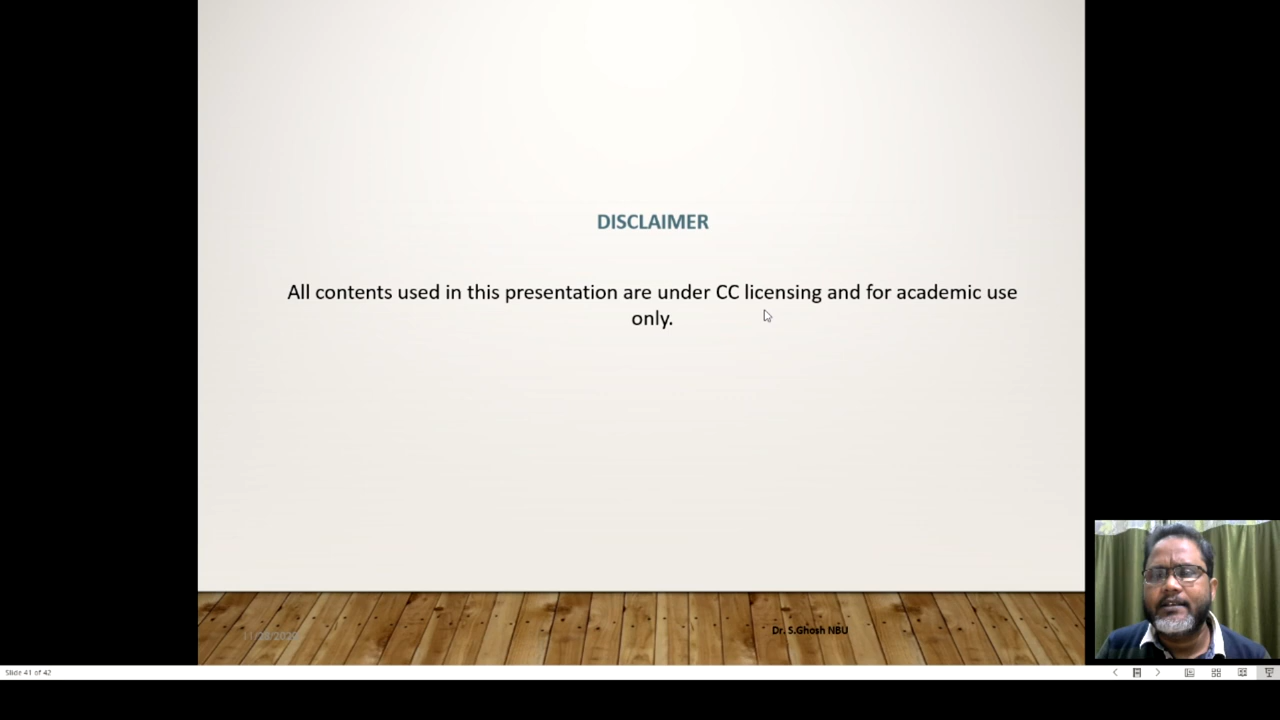 DISCLAIMER
All contents used in this presentation are under CC licensing and for academic use
only.
Dr. S.Ghosh NBU
Slide 41 of 42